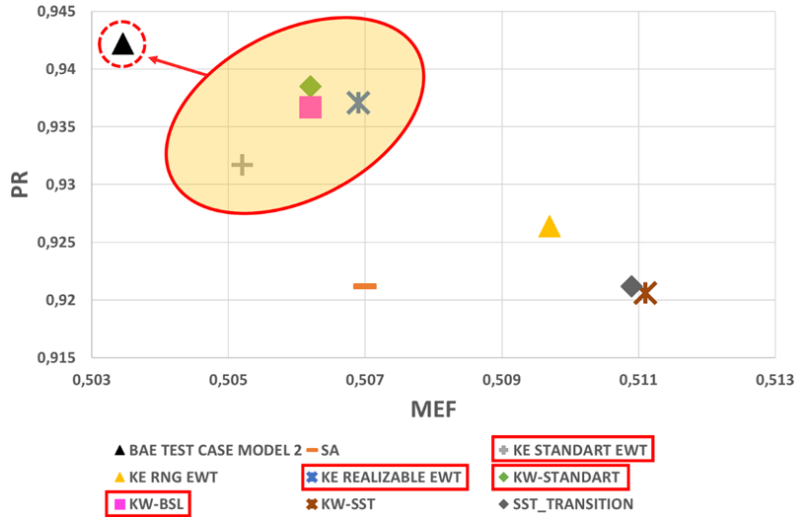 0,945
0,94
0,935
0,93
0,925
0,92
0,915
PR
0,503 0,505 0,507 0,509 0,511 0,513
MEF
BAE TEST CASE MODEL 2 SA KE STANDART EWT
KE RNG EWT KE REALIZABLE EWT KW-STANDART
KW-BSL KW-SST SST_TRANSITION